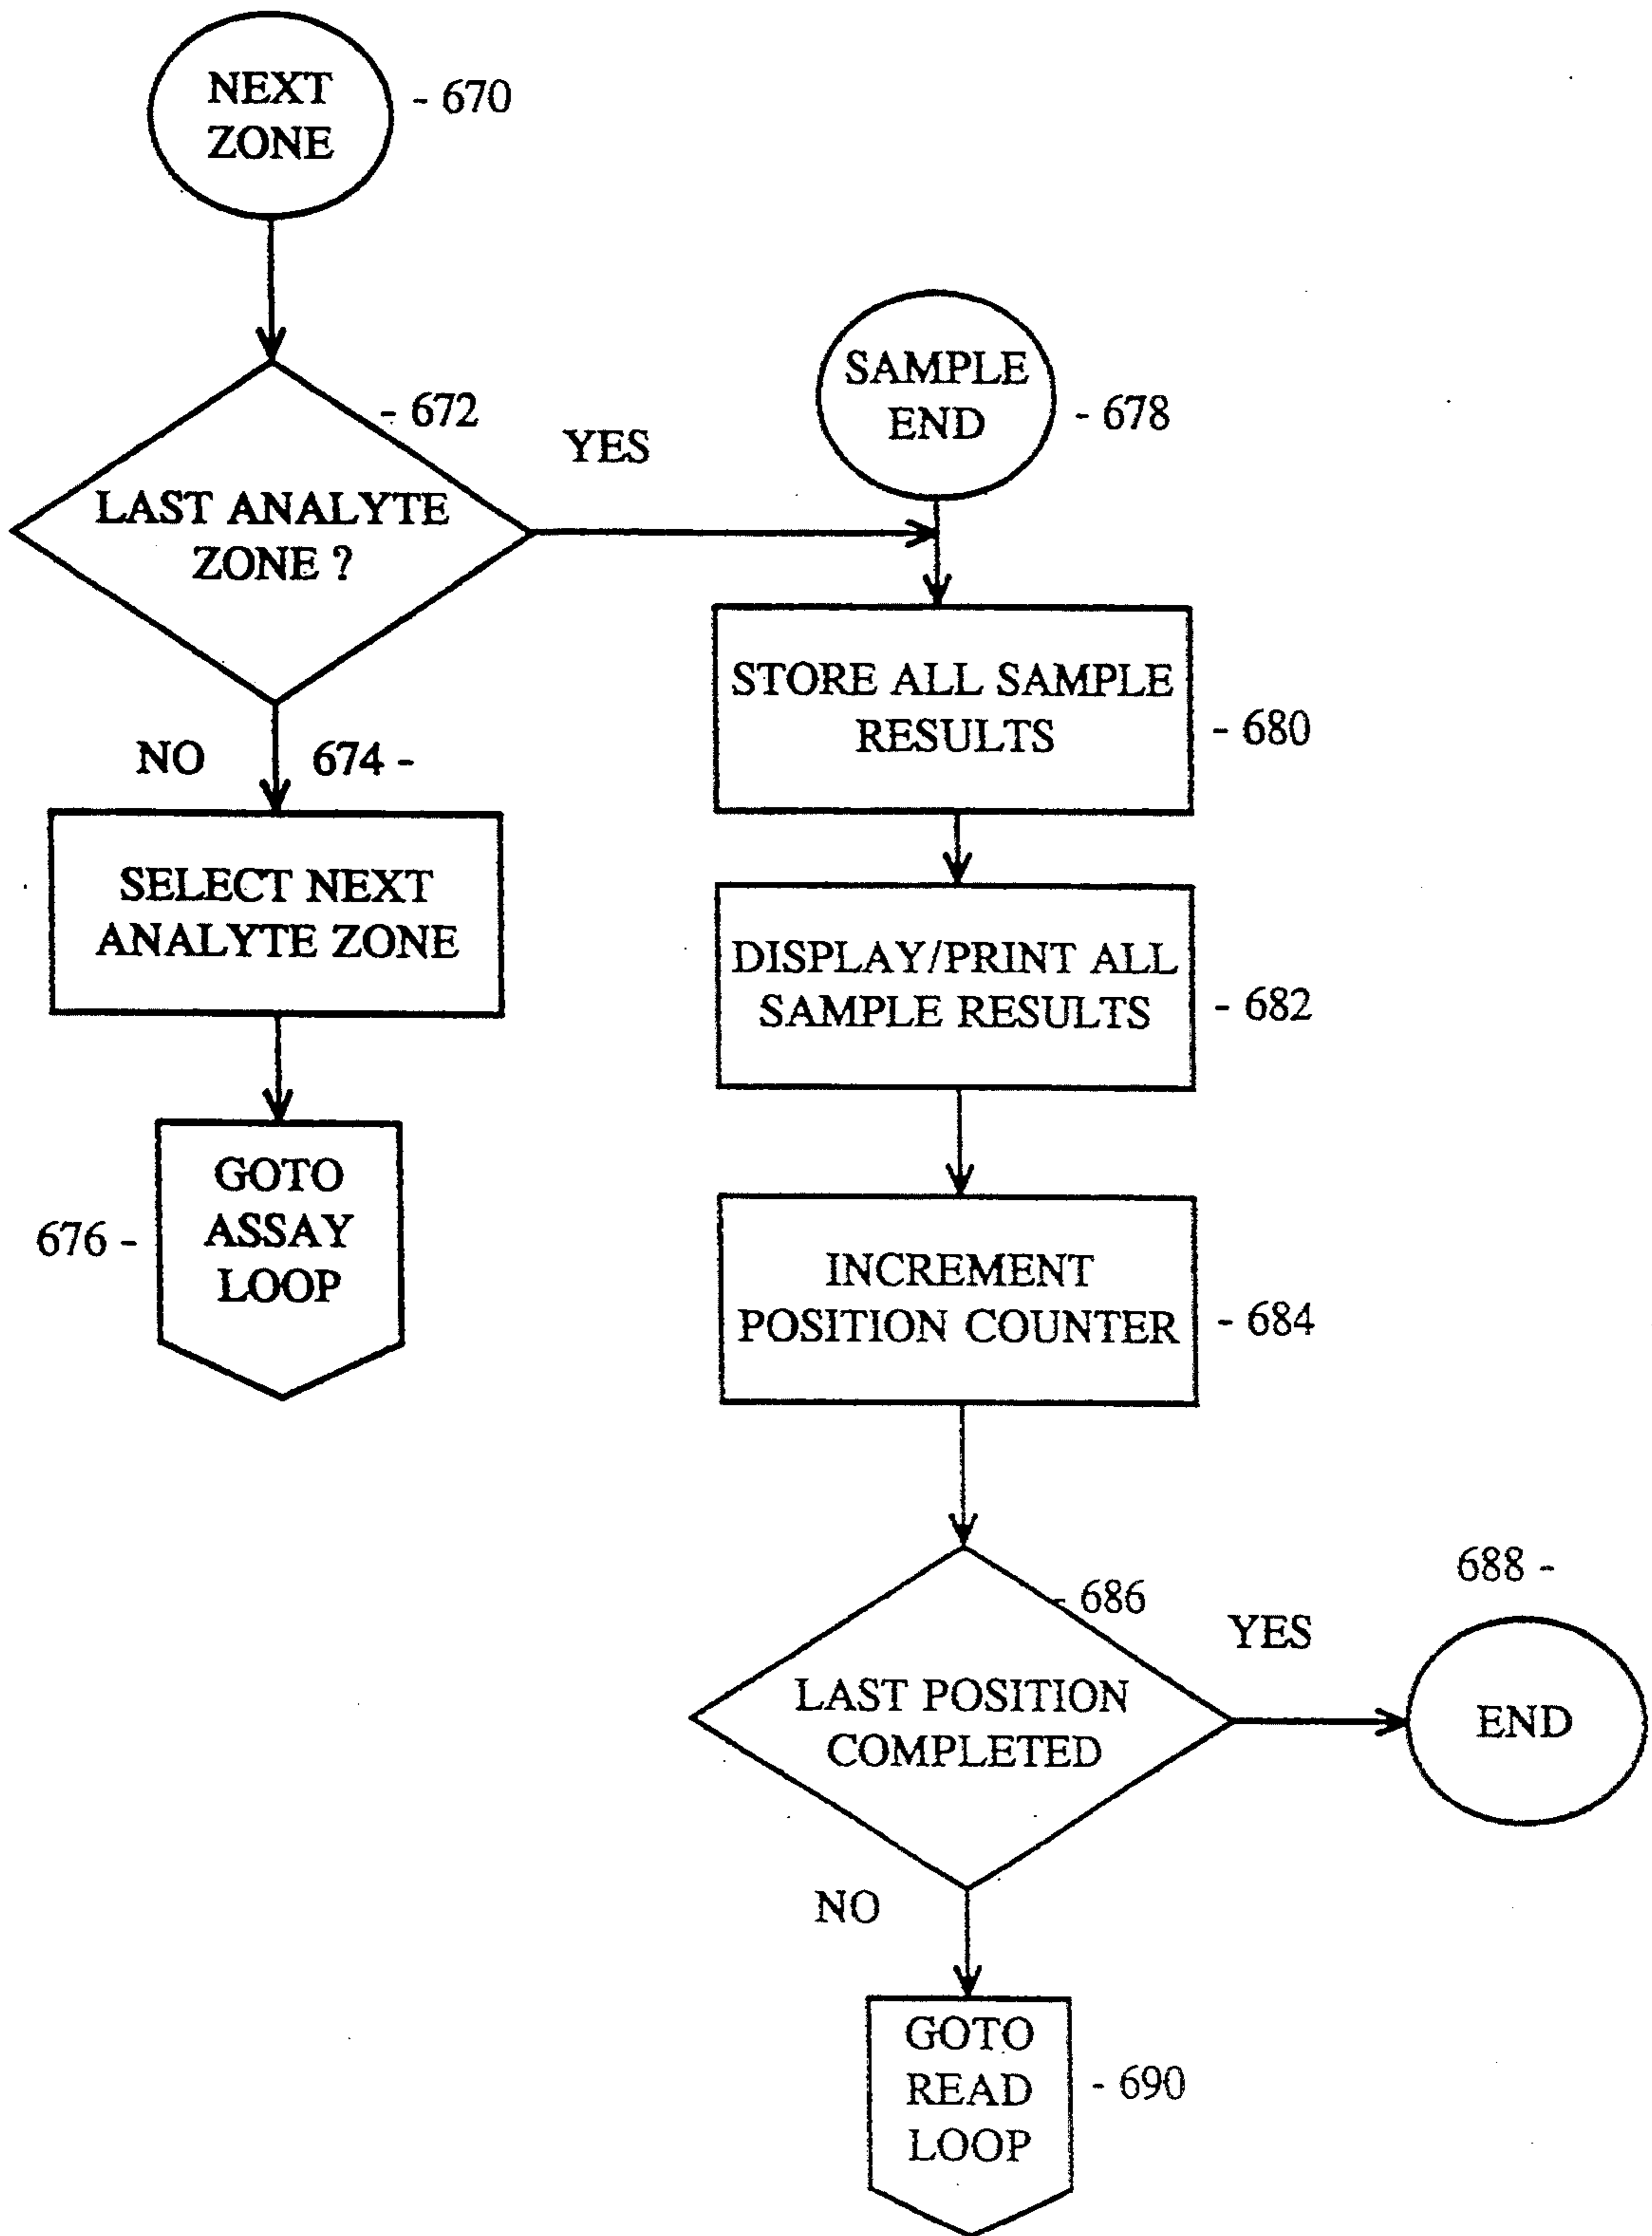 NEXT
ZONE
- 670
- 672
LAST ANALYTE
ZONE ?
YES
NO
674 -
SELECT NEXT
ANALYTE ZONE
676 -
GOTO
ASSAY
LOOP
SAMPLE
END
- 678
STORE ALL SAMPLE
RESULTS
- 680
DISPLAY/PRINT ALL
SAMPLE RESULTS
- 682
INCREMENT
POSITION COUNTER
- 684
- 686
LAST POSITION
COMPLETED
YES
688 -
END
NO
GOTO
READ
LOOP
- 690